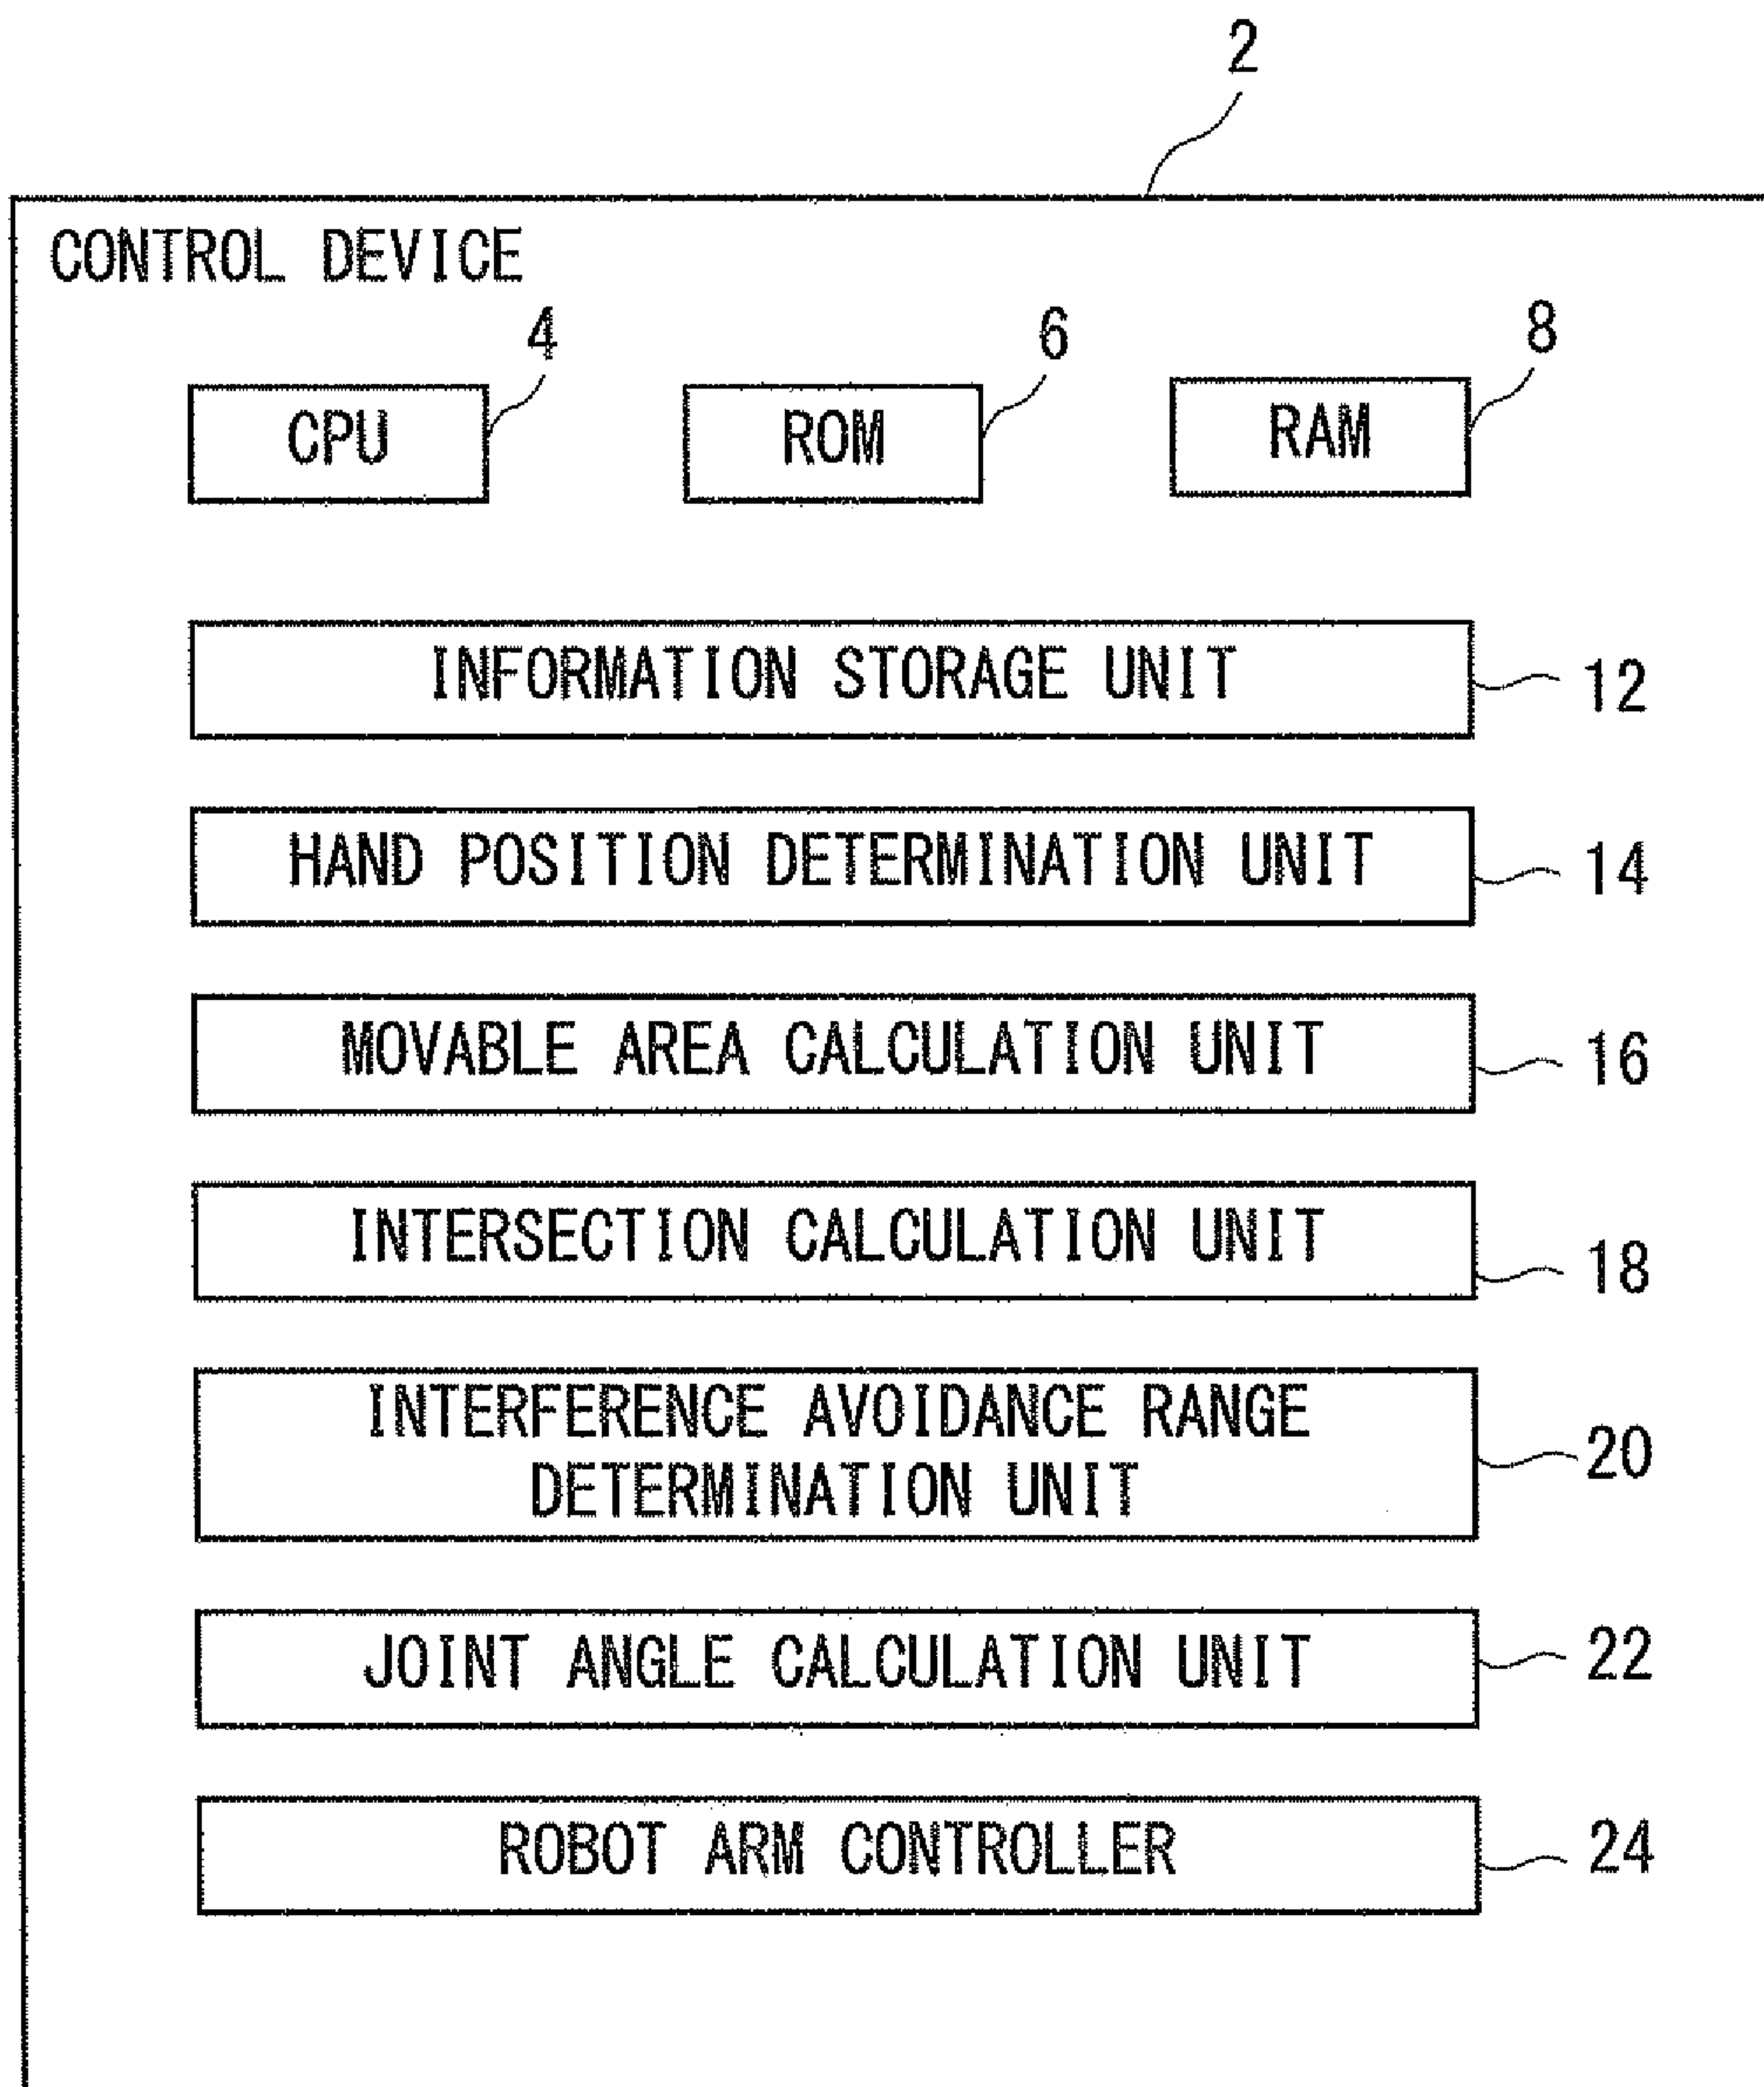 2
CONTROL DEVICE
4
6
8
CPU
ROM
RAM
INFORMATION STORAGE UNIT
12
HAND POSITION DETERMINATION UNIT
14
MOVABLE AREA CALCULATION UNIT
16
INTERSECTION CALCULATION UNIT
18
INTERFERENCE AVOIDANCE RANGE
DETERMINATION UNIT
20
JOINT ANGLE CALCULATION UNIT
22
ROBOT ARM CONTROLLER
24